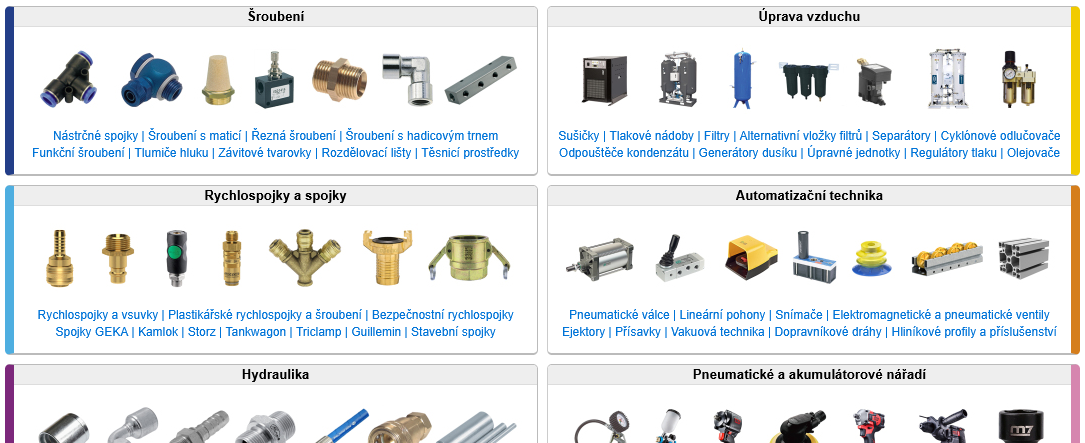 Šroubení
Nástrčné spojky | Šroubení s maticí | Řezná šroubení | Šroubení s hadicovým trnem
Funkční šroubení | Tlumiče hluku | Závitové tvarovky | Rozdělovací lišty | Těsnicí prostředky
Úprava vzduchu
Sušičky | Tlakové nádoby | Filtry | Alternativní vložky filtrů | Separátory | Cyklónové odlučovače
Odpouštěče kondenzátu | Generátory dusíku | Úpravné jednotky | Regulátory tlaku | Olejovače
Rychlospojky a spojky
Rychlospojky a vsuvky | Plastikářské rychlospojky a šroubení | Bezpečnostní rychlospojky
Spojky GEKA | Kamlok | Storz | Tankwagon | Triclamp | Guillemin | Stavební spojky
Automatizační technika
Pneumatické válce | Lineární pohony | Snímače | Elektromagnetické a pneumatické ventily
Ejektory | Přísavky | Vakuová technika | Dopravníkové dráhy | Hliníkové profily a příslušenství
Hydraulika
Pneumatické a akumulátorové nářadí
m7